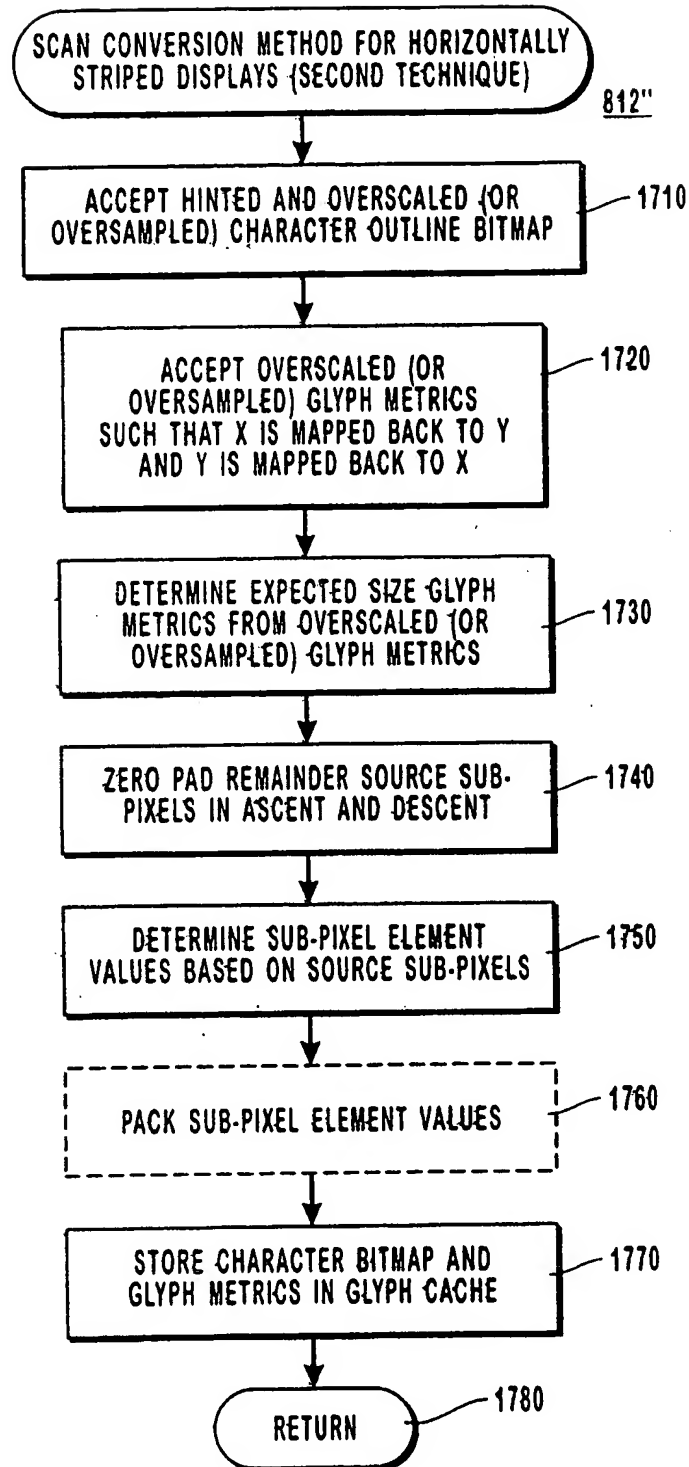 SCAN CONVERSION METHOD FOR HORIZONTALLY
STRIPED DISPLAYS (SECOND TECHNIQUE)
812"
ACCEPT HINTED AND OVERSCALED (OR
OVERSAMPLED) CHARACTER OUTLINE BITMAP
1710
ACCEPT OVERSCALED (OR
OVERSAMPLED) GLYPH METRICS
SUCH THAT X IS MAPPED BACK TO Y
AND Y IS MAPPED BACK TO X
1720
DETERMINE EXPECTED SIZE GLYPH
METRICS FROM OVERSCALED (OR
OVERSAMPLED) GLYPH METRICS
1730
ZERO PAD REMAINDER SOURCE SUB-
PIXELS IN ASCENT AND DESCENT
1740
DETERMINE SUB-PIXEL ELEMENT
VALUES BASED ON SOURCE SUB-PIXELS
1750
PACK SUB-PIXEL ELEMENT VALUES
1760
STORE CHARACTER BITMAP AND
GLYPH METRICS IN GLYPH CACHE
1770
RETURN
1780